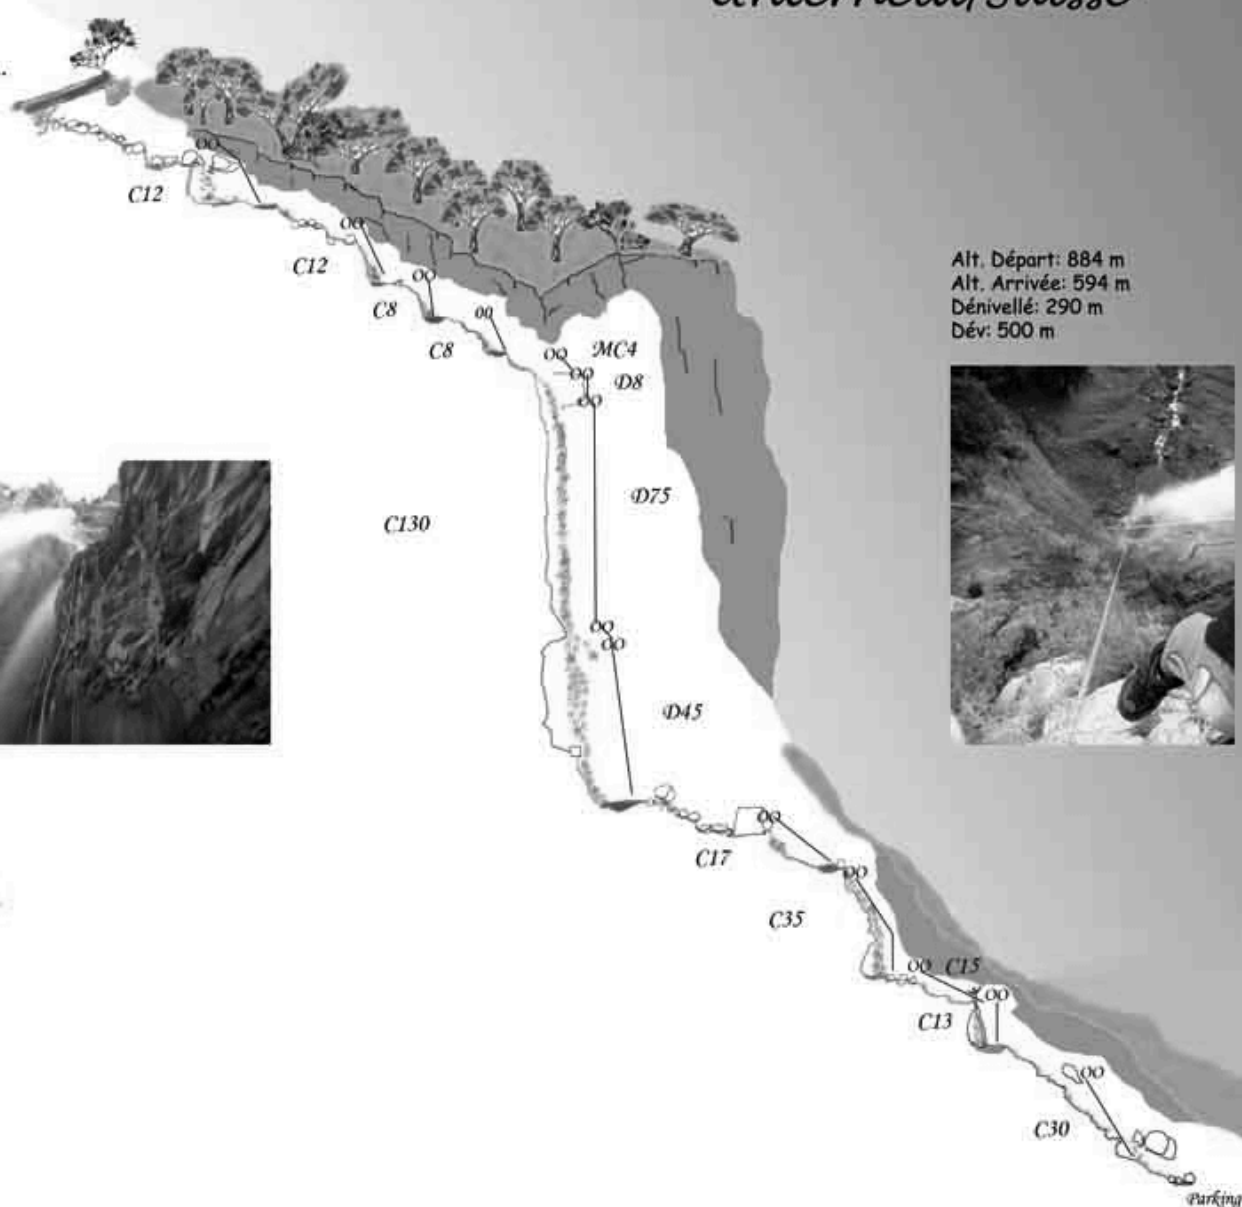 C12
C12
C8
C8
MC4
D8
C130
D75
D45
C17
C35
C15
C13
C30
Parking
Alt. Départ: 884 m
Alt. Arrivée: 594 m
Dénivellé: 290 m
Dév: 500 m